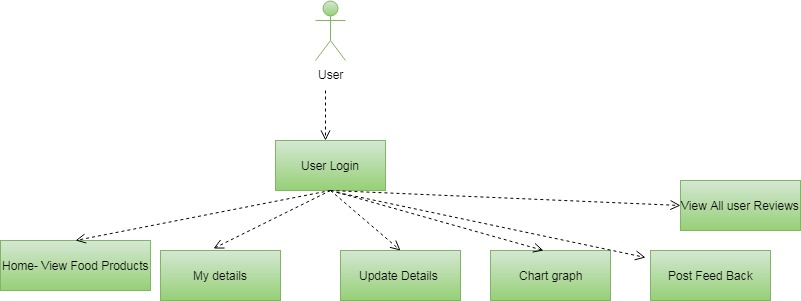 User
User Login
View All user Reviews
Home- View Food Products
My details
Update Details
Chart graph
Post Feed Back